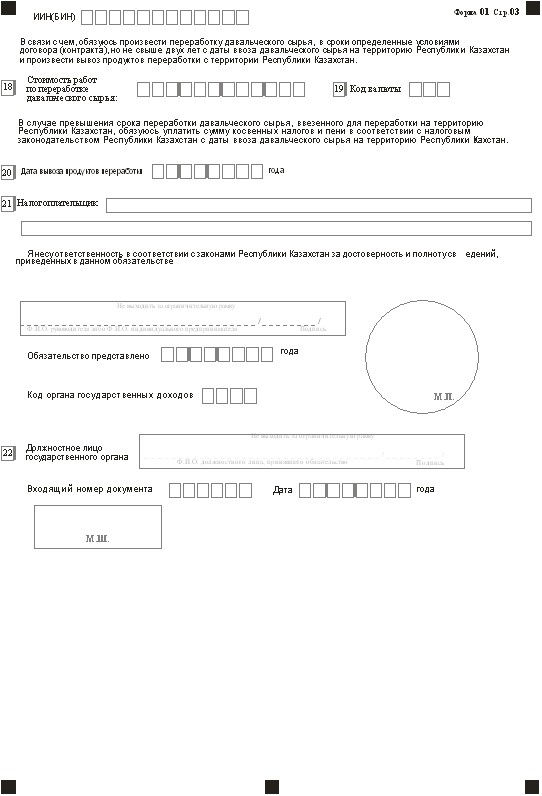 ИИН(БИН)
Форма 01 Стр. 03
В связи с чем, обязуюсь произвести переработку давальческого сырья, в сроки определенные условиями
договора (контракта), но не свыше двух лет с даты ввоза давальческого сырья на территорию Республики Казахстан
и произвести вывоз продуктов переработки с территории Республики Казахстан.
18 Стоимость работ
по переработке
давальческого сырья:
19 Код валюты
В случае превышения срока переработки давальческого сырья, ввезенного для переработки на территорию
Республики Казахстан, обязуюсь уплатить сумму косвенных налогов и пени в соответствии с налоговым
законодательством Республики Казахстан с даты ввоза давальческого сырья на территорию Республики Казахстан.
20 Дата вывоза продуктов переработки года
21 Налогоплательщик
Я несу ответственность в соответствии с законами Республики Казахстан за достоверность и полноту св едений,
приведенных в данном обязательстве
Не выходить за ограничительную рамку
/ /
Ф.И.О. руководителя либо Ф.И.О. индивидуального предпринимателя Подпись
Обязательство представлено года
М.П.
Код органа государственных доходов
22 Должностное лицо
государственного органа
Не выходить за ограничительную рамку
/ /
Ф.И.О. должностного лица, принявшего обязательство Подпись
Входящий номер документа Дата года
М.Ш.